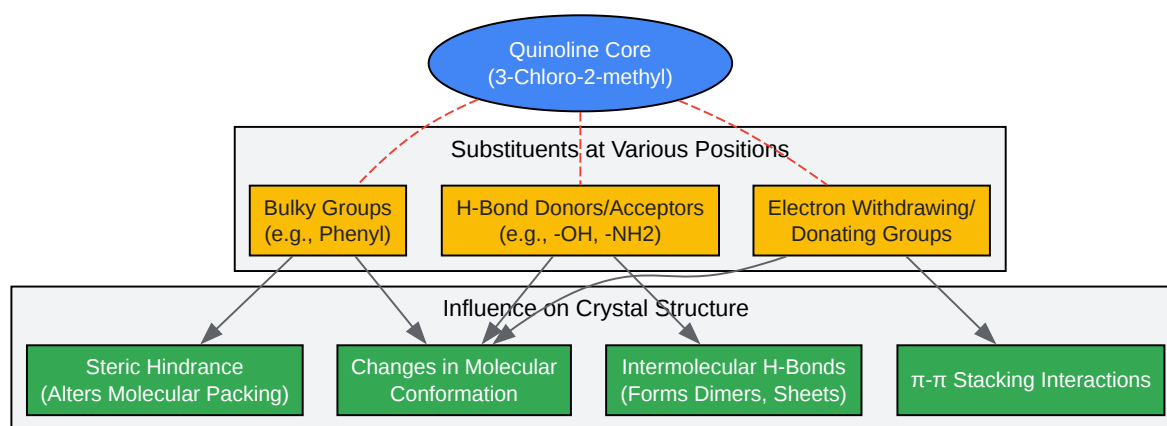 Quinoline Core
(3-Chloro-2-methyl)
Substituents at Various Positions
Bulky Groups
(e.g., Phenyl)
H-Bond Donors/Acceptors
(e.g., -OH, -NH2)
Electron Withdrawing/
Donating Groups
Influence on Crystal Structure
Steric Hindrance
(Alters Molecular Packing)
Changes in Molecular
Conformation
Intermolecular H-Bonds
(Forms Dimers, Sheets)
π-π Stacking Interactions